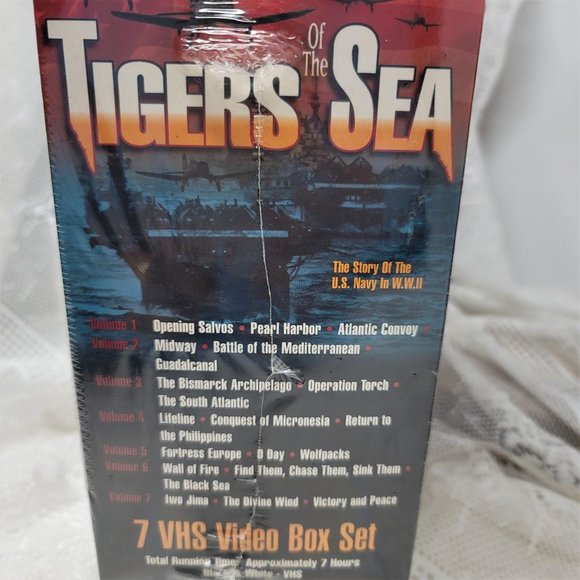 TIGERS Of The SEA
The Story Of The
U.S. Navy In W.W.II
Volume 1 Opening Salvos • Pearl Harbor • Atlantic Convoy •
Volume 2 Midway • Battle of the Mediterranean •
Guadalcanal
Volume 3 The Bismarck Archipelago • Operation Torch •
The South Atlantic
Volume 4 Lifeline • Conquest of Micronesia • Return to
the Philippines
Volume 5 Fortress Europe • D Day • Wolfpacks
Volume 6 Wall of Fire • Find Them, Chase Them, Sink Them •
The Black Sea
Volume 7 Iwo Jima • The Divine Wind • Victory and Peace
7 VHS Video Box Set
Total Running Time: Approximately 7 Hours
Black & White - VHS